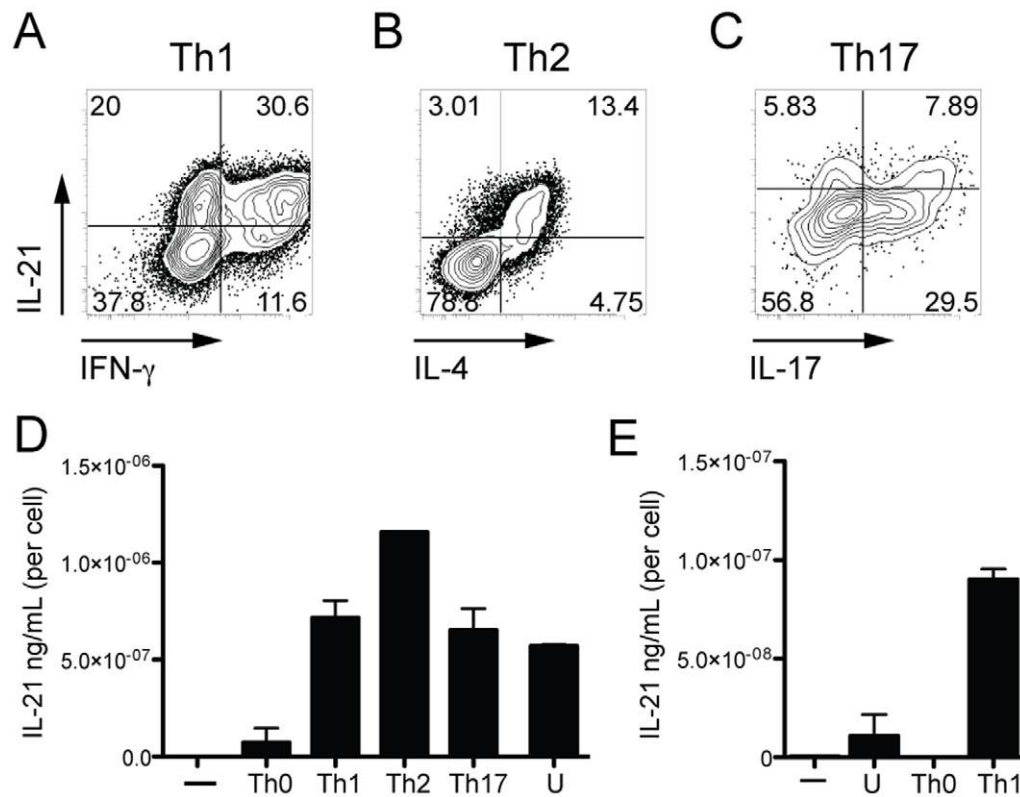 A
B
C
Th1
Th2
Th17
20
30.6
3.01
13.4
5.83
7.89
IL-21
37.8
11.6
78.8
4.75
56.8
29.5
IFN-γ
IL-4
IL-17
D
E
IL-21 ng/mL (per cell)
1.5×10-06
1.0×10-06
5.0×10-07
0.0
— Th0 Th1 Th2 Th17 U
IL-21 ng/mL (per cell)
1.5×10-07
1.0×10-07
5.0×10-08
0
— U Th0 Th1